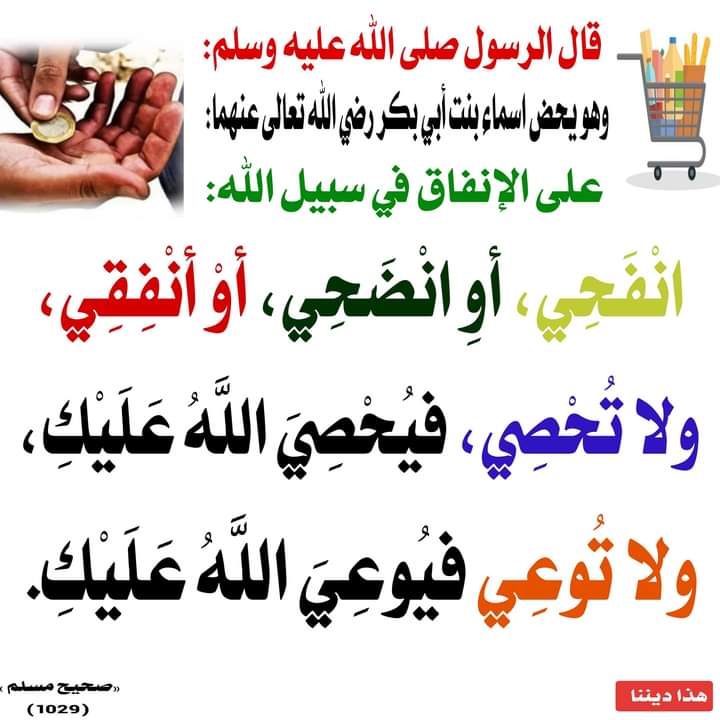 قال الرسول صلى الله عليه وسلم:
وهو يحض اسماء بنت أبي بكر رضي الله تعالى عنهما:
على الإنفاق في سبيل الله:
انْفَحِي، أوِ انْضَحِي، أوْ أنْفِقِي،
ولا تُحْصِي، فيُحْصِيَ اللَّهُ عَلَيْكِ،
ولا تُوعِي فيُوعِيَ اللَّهُ عَلَيْكِ.
«صحيح مسلم»
(1029)
هذا ديننا